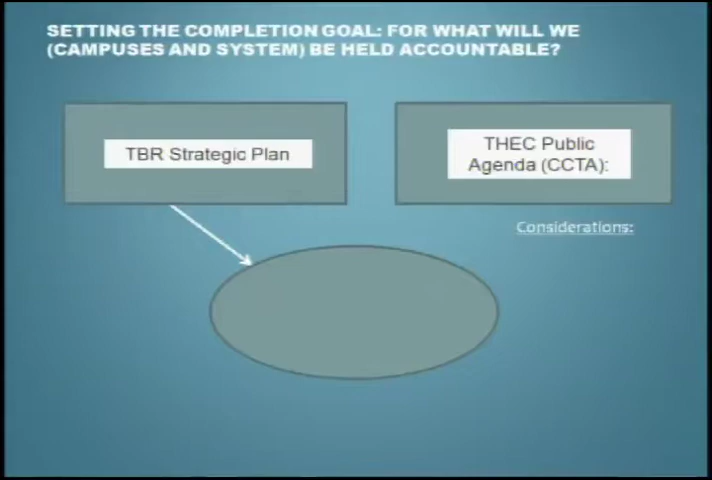 SETTING THE COMPLETION GOAL: FOR WHAT WILL WE
(CAMPUSES AND SYSTEM) BE HELD ACCOUNTABLE?
TBR Strategic Plan
THEC Public
Agenda (CCTA):
Considerations: